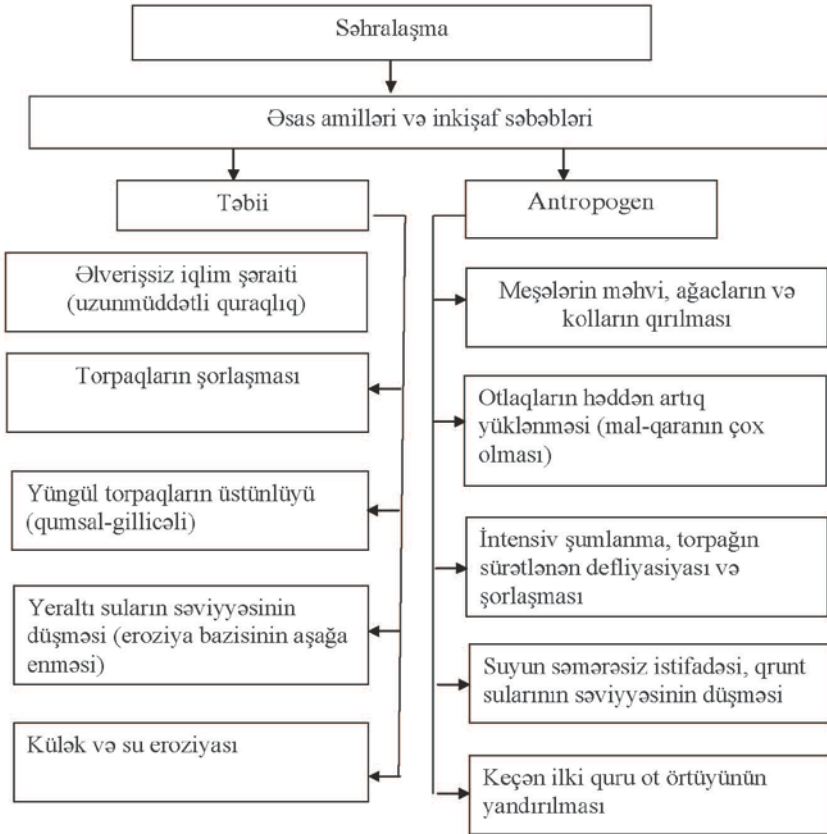 Səhralaşma
Əsas amilləri və inkişaf səbəbləri
Təbii
Əlverişsiz iqlim şəraiti
(uzunmüddətli quraqlıq)
Torpaqların şorlaşması
Yüngül torpaqların üstünlüyü
(qumsal-gillicəli)
Yeraltı suların səviyyəsinin
düşməsi (eroziya bazisinin aşağa
enməsi)
Külək və su eroziyası
Antropogen
Meşələrin məhvi, ağacların və
kolların qırılması
Otlaqların həddən artıq
yüklənməsi (mal-qaranın çox
olması)
İntensiv şumlanma, torpağın
sürətlənən defliyasiyası və
şorlaşması
Suyun səmərəsiz istifadəsi, qrunt
sularının səviyyəsinin düşməsi
Keçən ilki quru ot örtüyünün
yandırılması